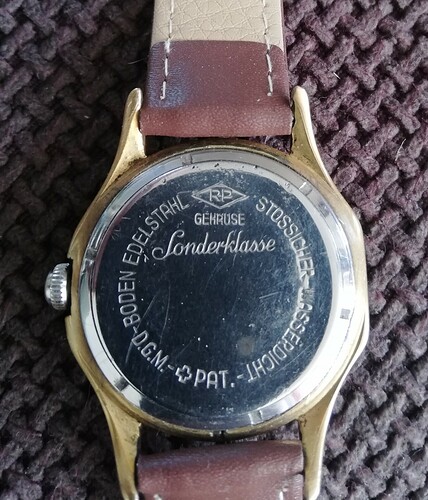 RP
GEHÄUSE
Sonderklasse
BODEN EDELSTAHL STOSSICHER-WASSERDICHT-
D.G.M.-✚PAT.-